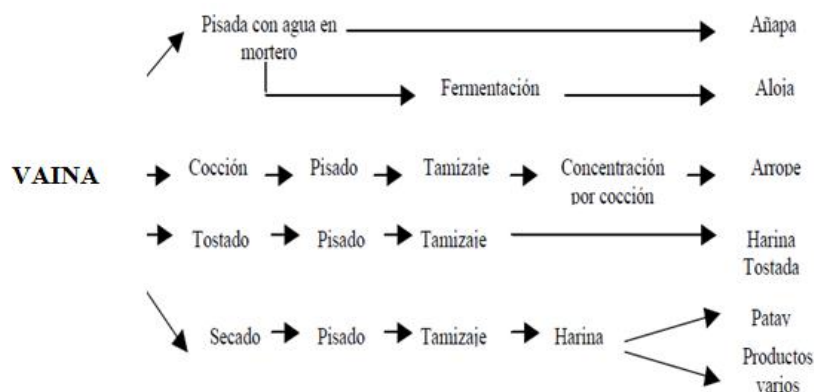 Pisada con agua en
mortero
Añapa
Fermentación
Aloja
VAINA
Cocción
Pisado
Tamizaje
Concentración
por cocción
Arrope
Tostado
Pisado
Tamizaje
Harina
Tostada
Secado
Pisado
Tamizaje
Harina
Patay
Productos
varios